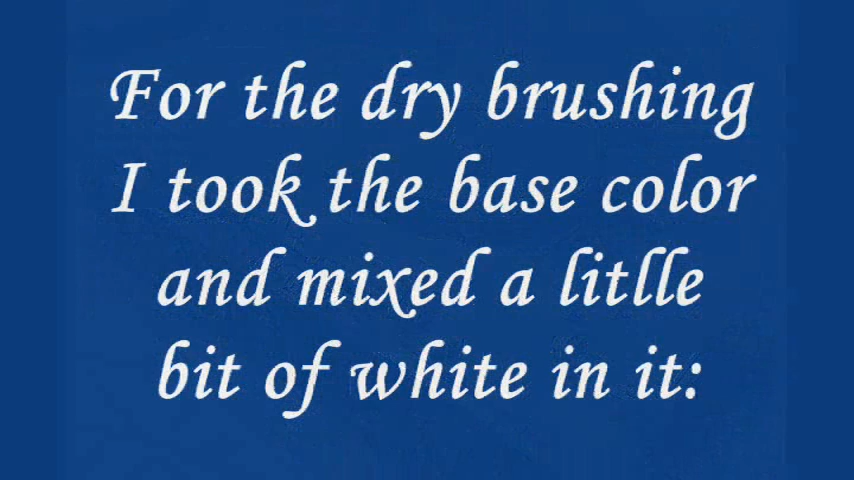 For the dry brushing
I took the base color
and mixed a litlle
bit of white in it: